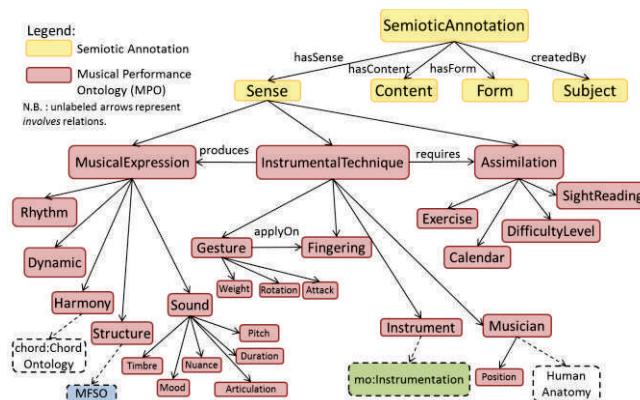 Legend:
Semiotic Annotation
Musical Performance
Ontology (MPO)
N.B. : unlabeled arrows represent
involves relations.
SemioticAnnotation
hasSense
hasContent
hasForm
createdBy
Sense
Content
Form
Subject
MusicalExpression
produces
InstrumentalTechnique
requires
Assimilation
Rhythm
Dynamic
Harmony
Structure
Sound
Gesture
applyOn
Fingering
Weight
Rotation
Attack
Exercise
Calendar
DifficultyLevel
SightReading
Pitch
Duration
Timbre
Nuance
Mood
Articulation
Instrument
Musician
Position
chord:Chord
Ontology
MFSO
mo:Instrumentation
Human
Anatomy